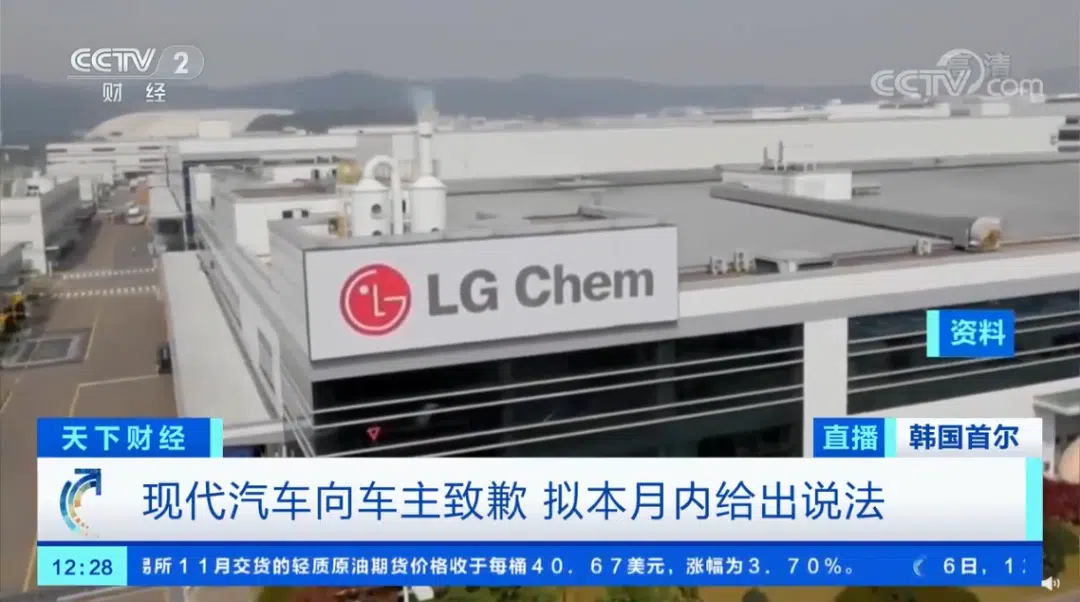 CCTV 2
财 经
高清
CCTV.com
LG
LG Chem
资料
天下财经
直播
韩国首尔
现代汽车向车主致歉 拟本月内给出说法
12:28
易所11月交货的轻质原油期货价格收于每桶40.67美元，涨幅为3.70%。
6日，1